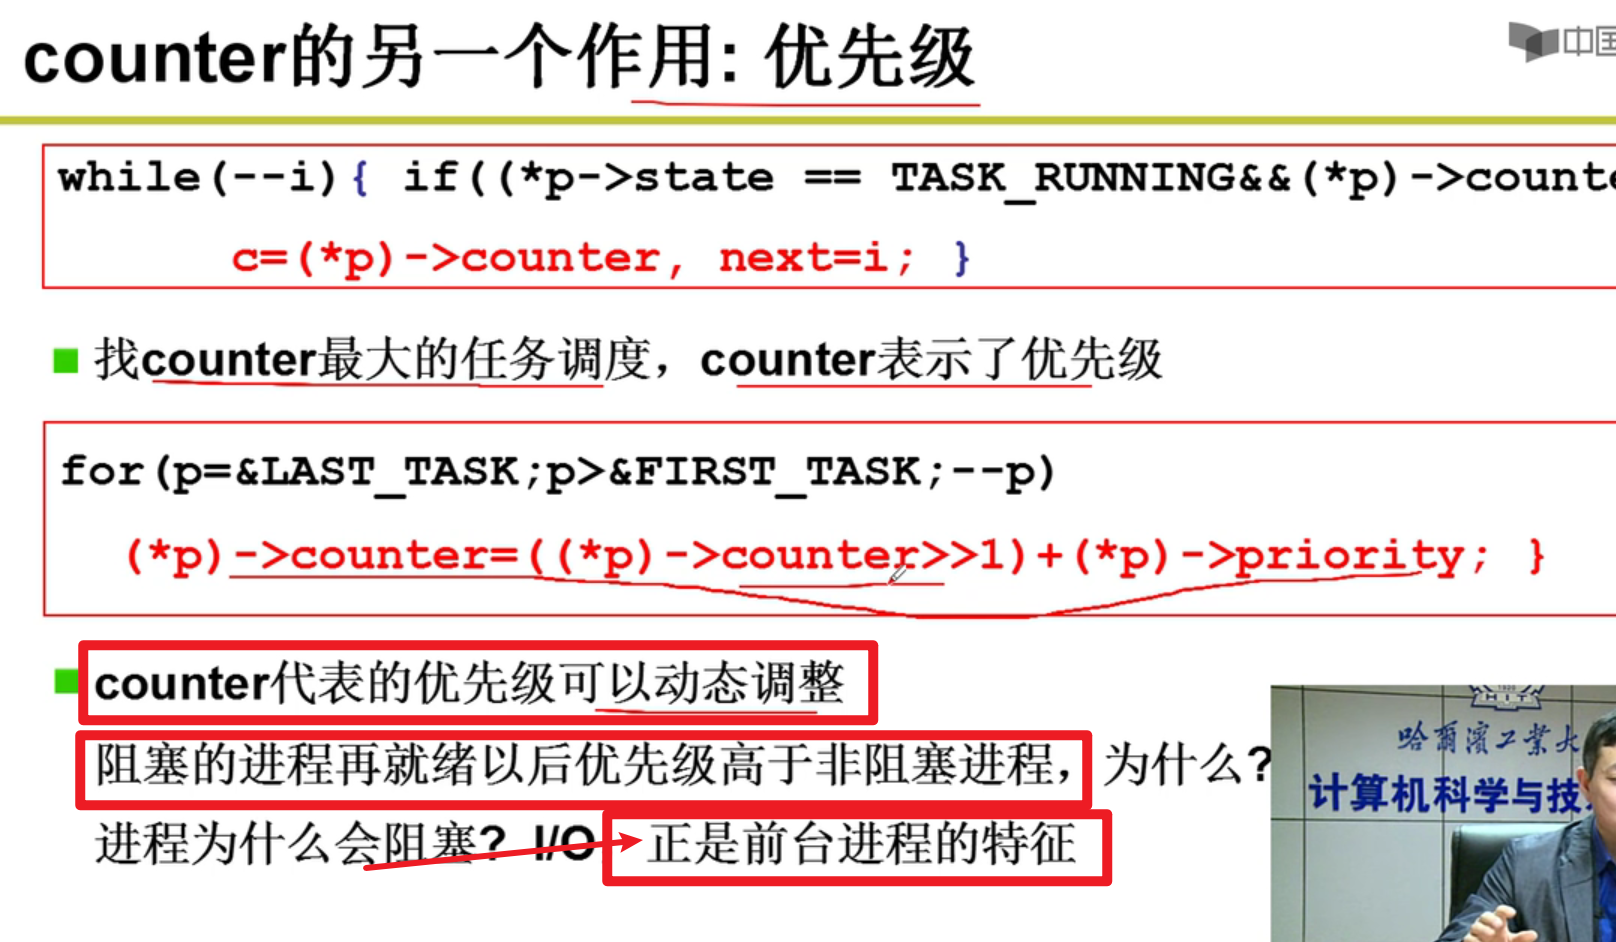 counter的另一个作用: 优先级
中国
while(--i){ if((*p->state == TASK_RUNNING&&(*p)->counte
c=(*p)->counter, next=i; }
找counter最大的任务调度，counter表示了优先级
for(p=&LAST_TASK;p>&FIRST_TASK;--p)
(*p)->counter=((*p)->counter>>1)+(*p)->priority; }
counter代表的优先级可以动态调整
阻塞的进程再就绪以后优先级高于非阻塞进程，为什么?
进程为什么会阻塞? I/O 正是前台进程的特征
HIT
哈爾濱工業大
计算机科学与技